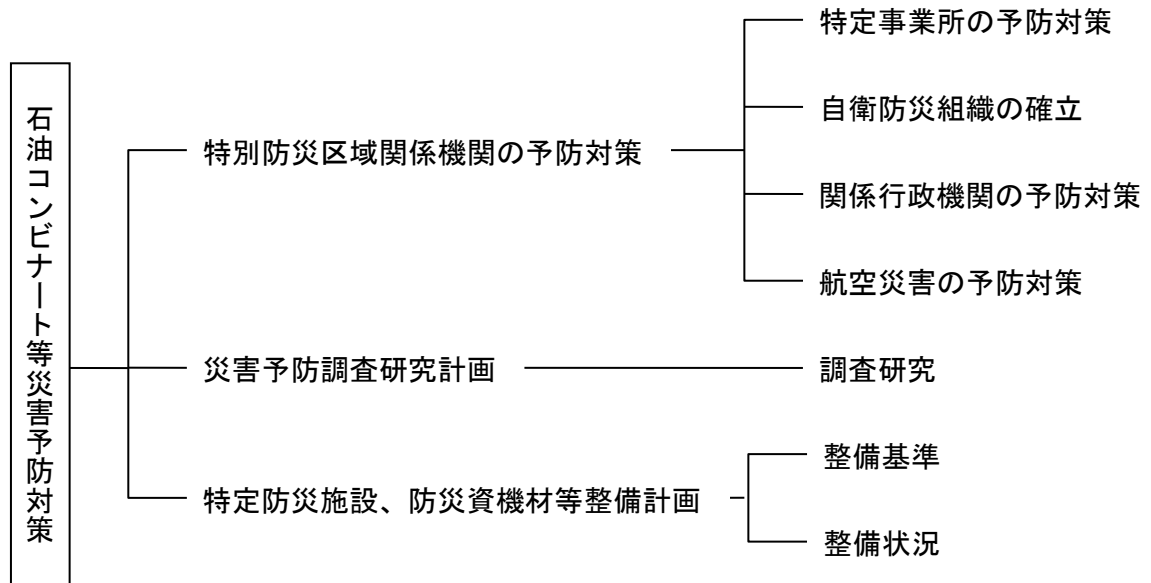 石油コンビナート等災害予防対策
特別防災区域関係機関の予防対策
特定事業所の予防対策
自衛防災組織の確立
関係行政機関の予防対策
航空災害の予防対策
災害予防調査研究計画
調査研究
特定防災施設、防災資機材等整備計画
整備基準
整備状況